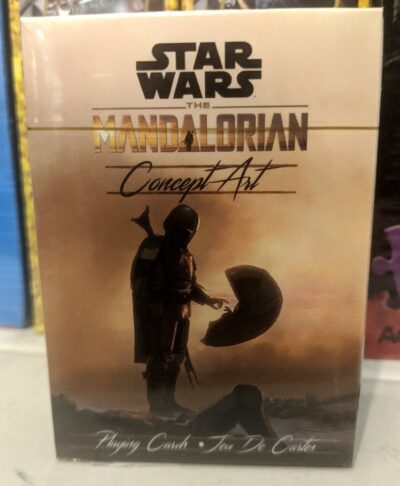 STAR
WARS
THE
MANDALORIAN
Concept Art
Playing Cards • Jeu De Cartes